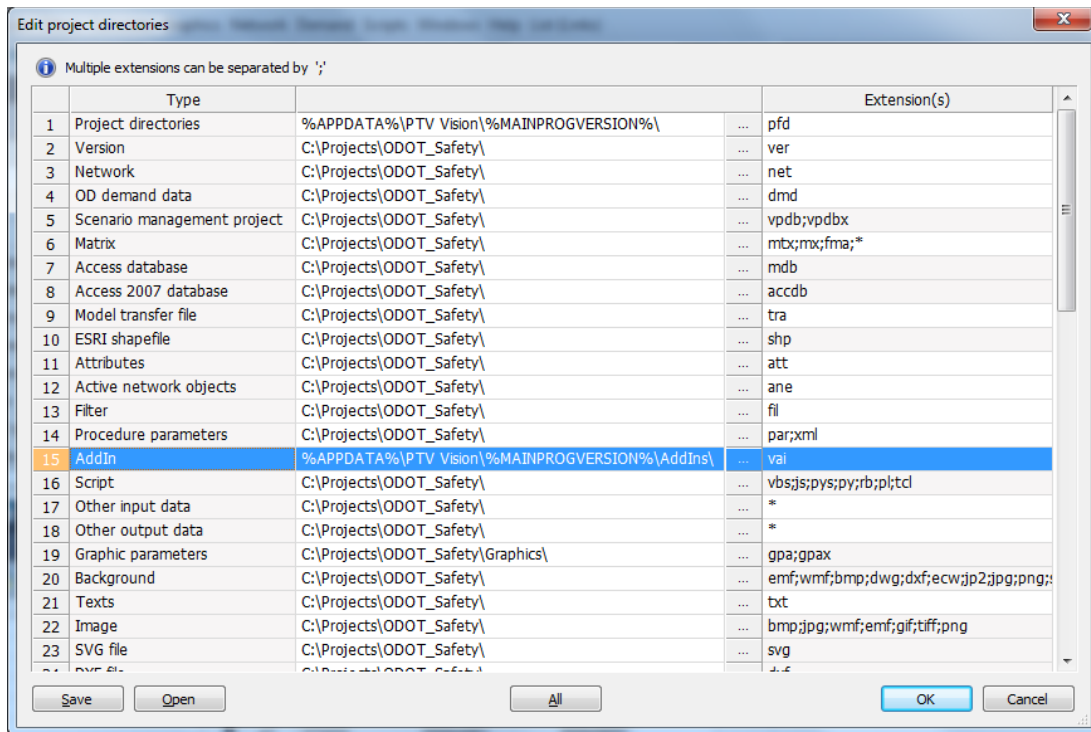 Edit project directories
Multiple extensions can be separated by ';'
Type Extension(s)
1 Project directories %APPDATA%\PTV Vision\%MAINPROGVERSION%\ ... pfd
2 Version C:\Projects\ODOT_Safety\ ... ver
3 Network C:\Projects\ODOT_Safety\ ... net
4 OD demand data C:\Projects\ODOT_Safety\ ... dmd
5 Scenario management project C:\Projects\ODOT_Safety\ ... vpdb;vpdbx
6 Matrix C:\Projects\ODOT_Safety\ ... mtx;mx;fma;*
7 Access database C:\Projects\ODOT_Safety\ ... mdb
8 Access 2007 database C:\Projects\ODOT_Safety\ ... accdb
9 Model transfer file C:\Projects\ODOT_Safety\ ... tra
10 ESRI shapefile C:\Projects\ODOT_Safety\ ... shp
11 Attributes C:\Projects\ODOT_Safety\ ... att
12 Active network objects C:\Projects\ODOT_Safety\ ... ane
13 Filter C:\Projects\ODOT_Safety\ ... fil
14 Procedure parameters C:\Projects\ODOT_Safety\ ... par;xml
15 AddIn %APPDATA%\PTV Vision\%MAINPROGVERSION%\AddIns\ ... vai
16 Script C:\Projects\ODOT_Safety\ ... vbs;js;pys;py;rb;pl;tcl
17 Other input data C:\Projects\ODOT_Safety\ ... *
18 Other output data C:\Projects\ODOT_Safety\ ... *
19 Graphic parameters C:\Projects\ODOT_Safety\Graphics\ ... gpa;gpax
20 Background C:\Projects\ODOT_Safety\ ... emf;wmf;bmp;dwg;dxf;ecw;jp2;jpg;png;
21 Texts C:\Projects\ODOT_Safety\ ... txt
22 Image C:\Projects\ODOT_Safety\ ... bmp;jpg;wmf;emf;gif;tiff;png
23 SVG file C:\Projects\ODOT_Safety\ ... svg
Save Open All OK Cancel